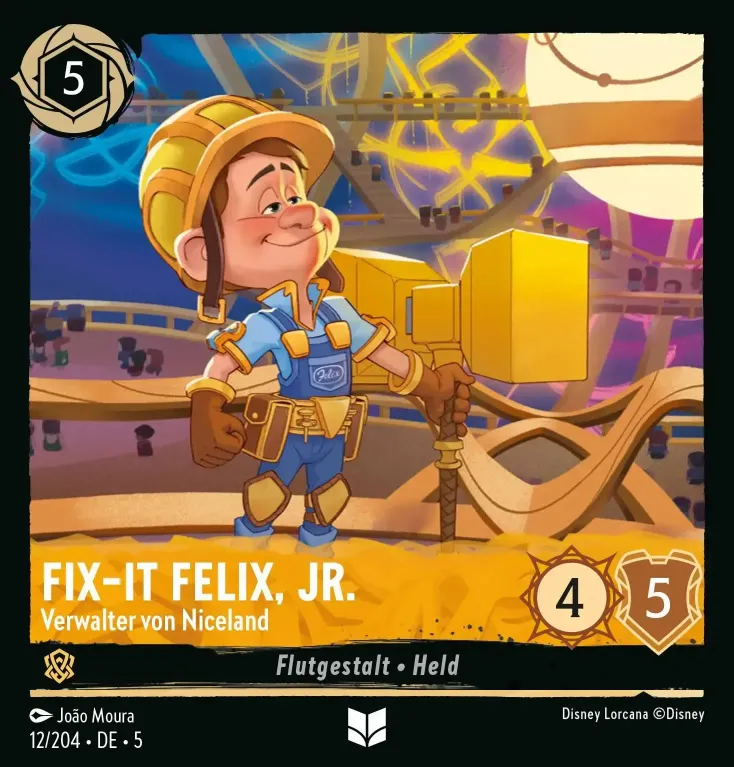 5
Felix
FIX-IT FELIX, JR.
Verwalter von Niceland
4
5
Flutgestalt • Held
João Moura
Disney Lorcana ©Disney
12/204 • DE • 5